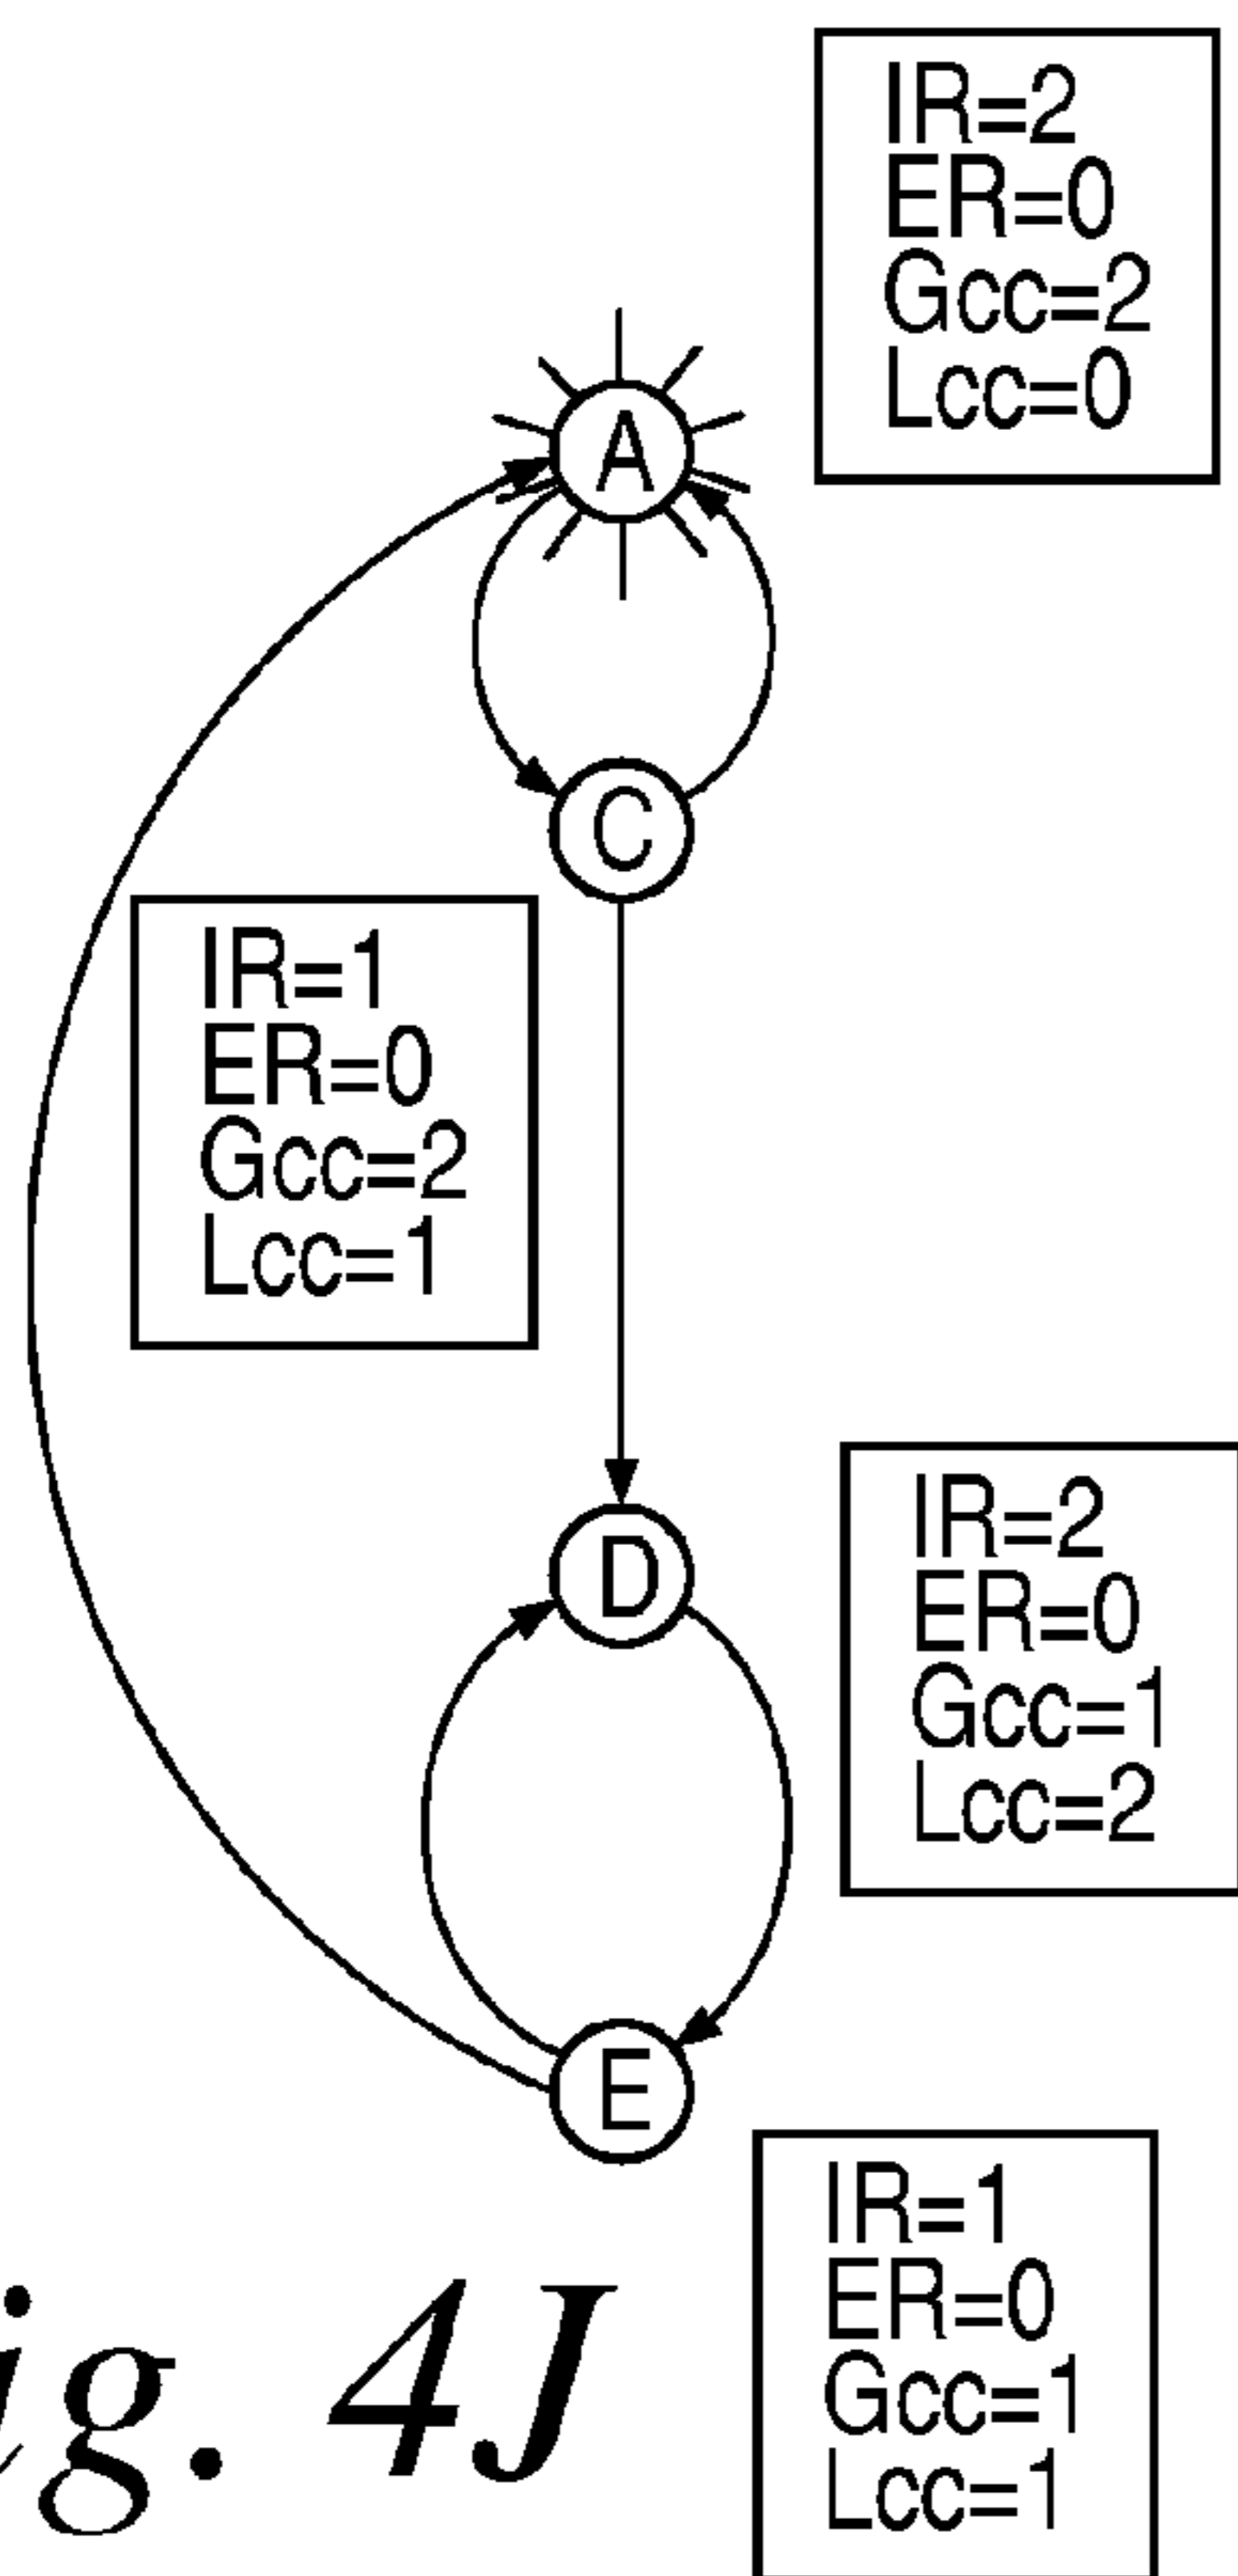 IR=2
ER=0
Gcc=2
Lcc=0
A
C
IR=1
ER=0
Gcc=2
Lcc=1
D
IR=2
ER=0
Gcc=1
Lcc=2
E
IR=1
ER=0
Gcc=1
Lcc=1
ig. 4J